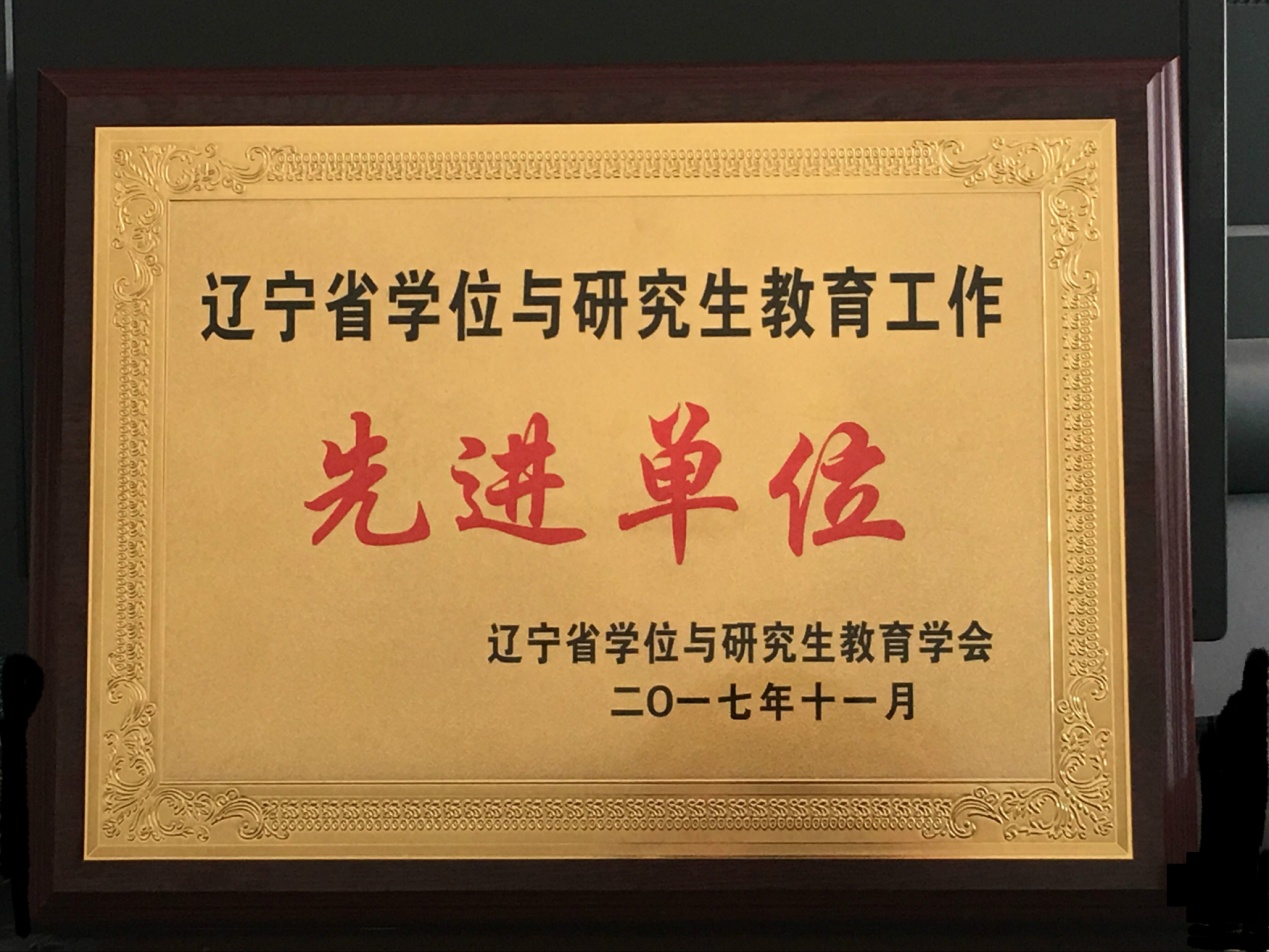 辽宁省学位与研究生教育工作
先进单位
辽宁省学位与研究生教育学会
二〇一七年十一月